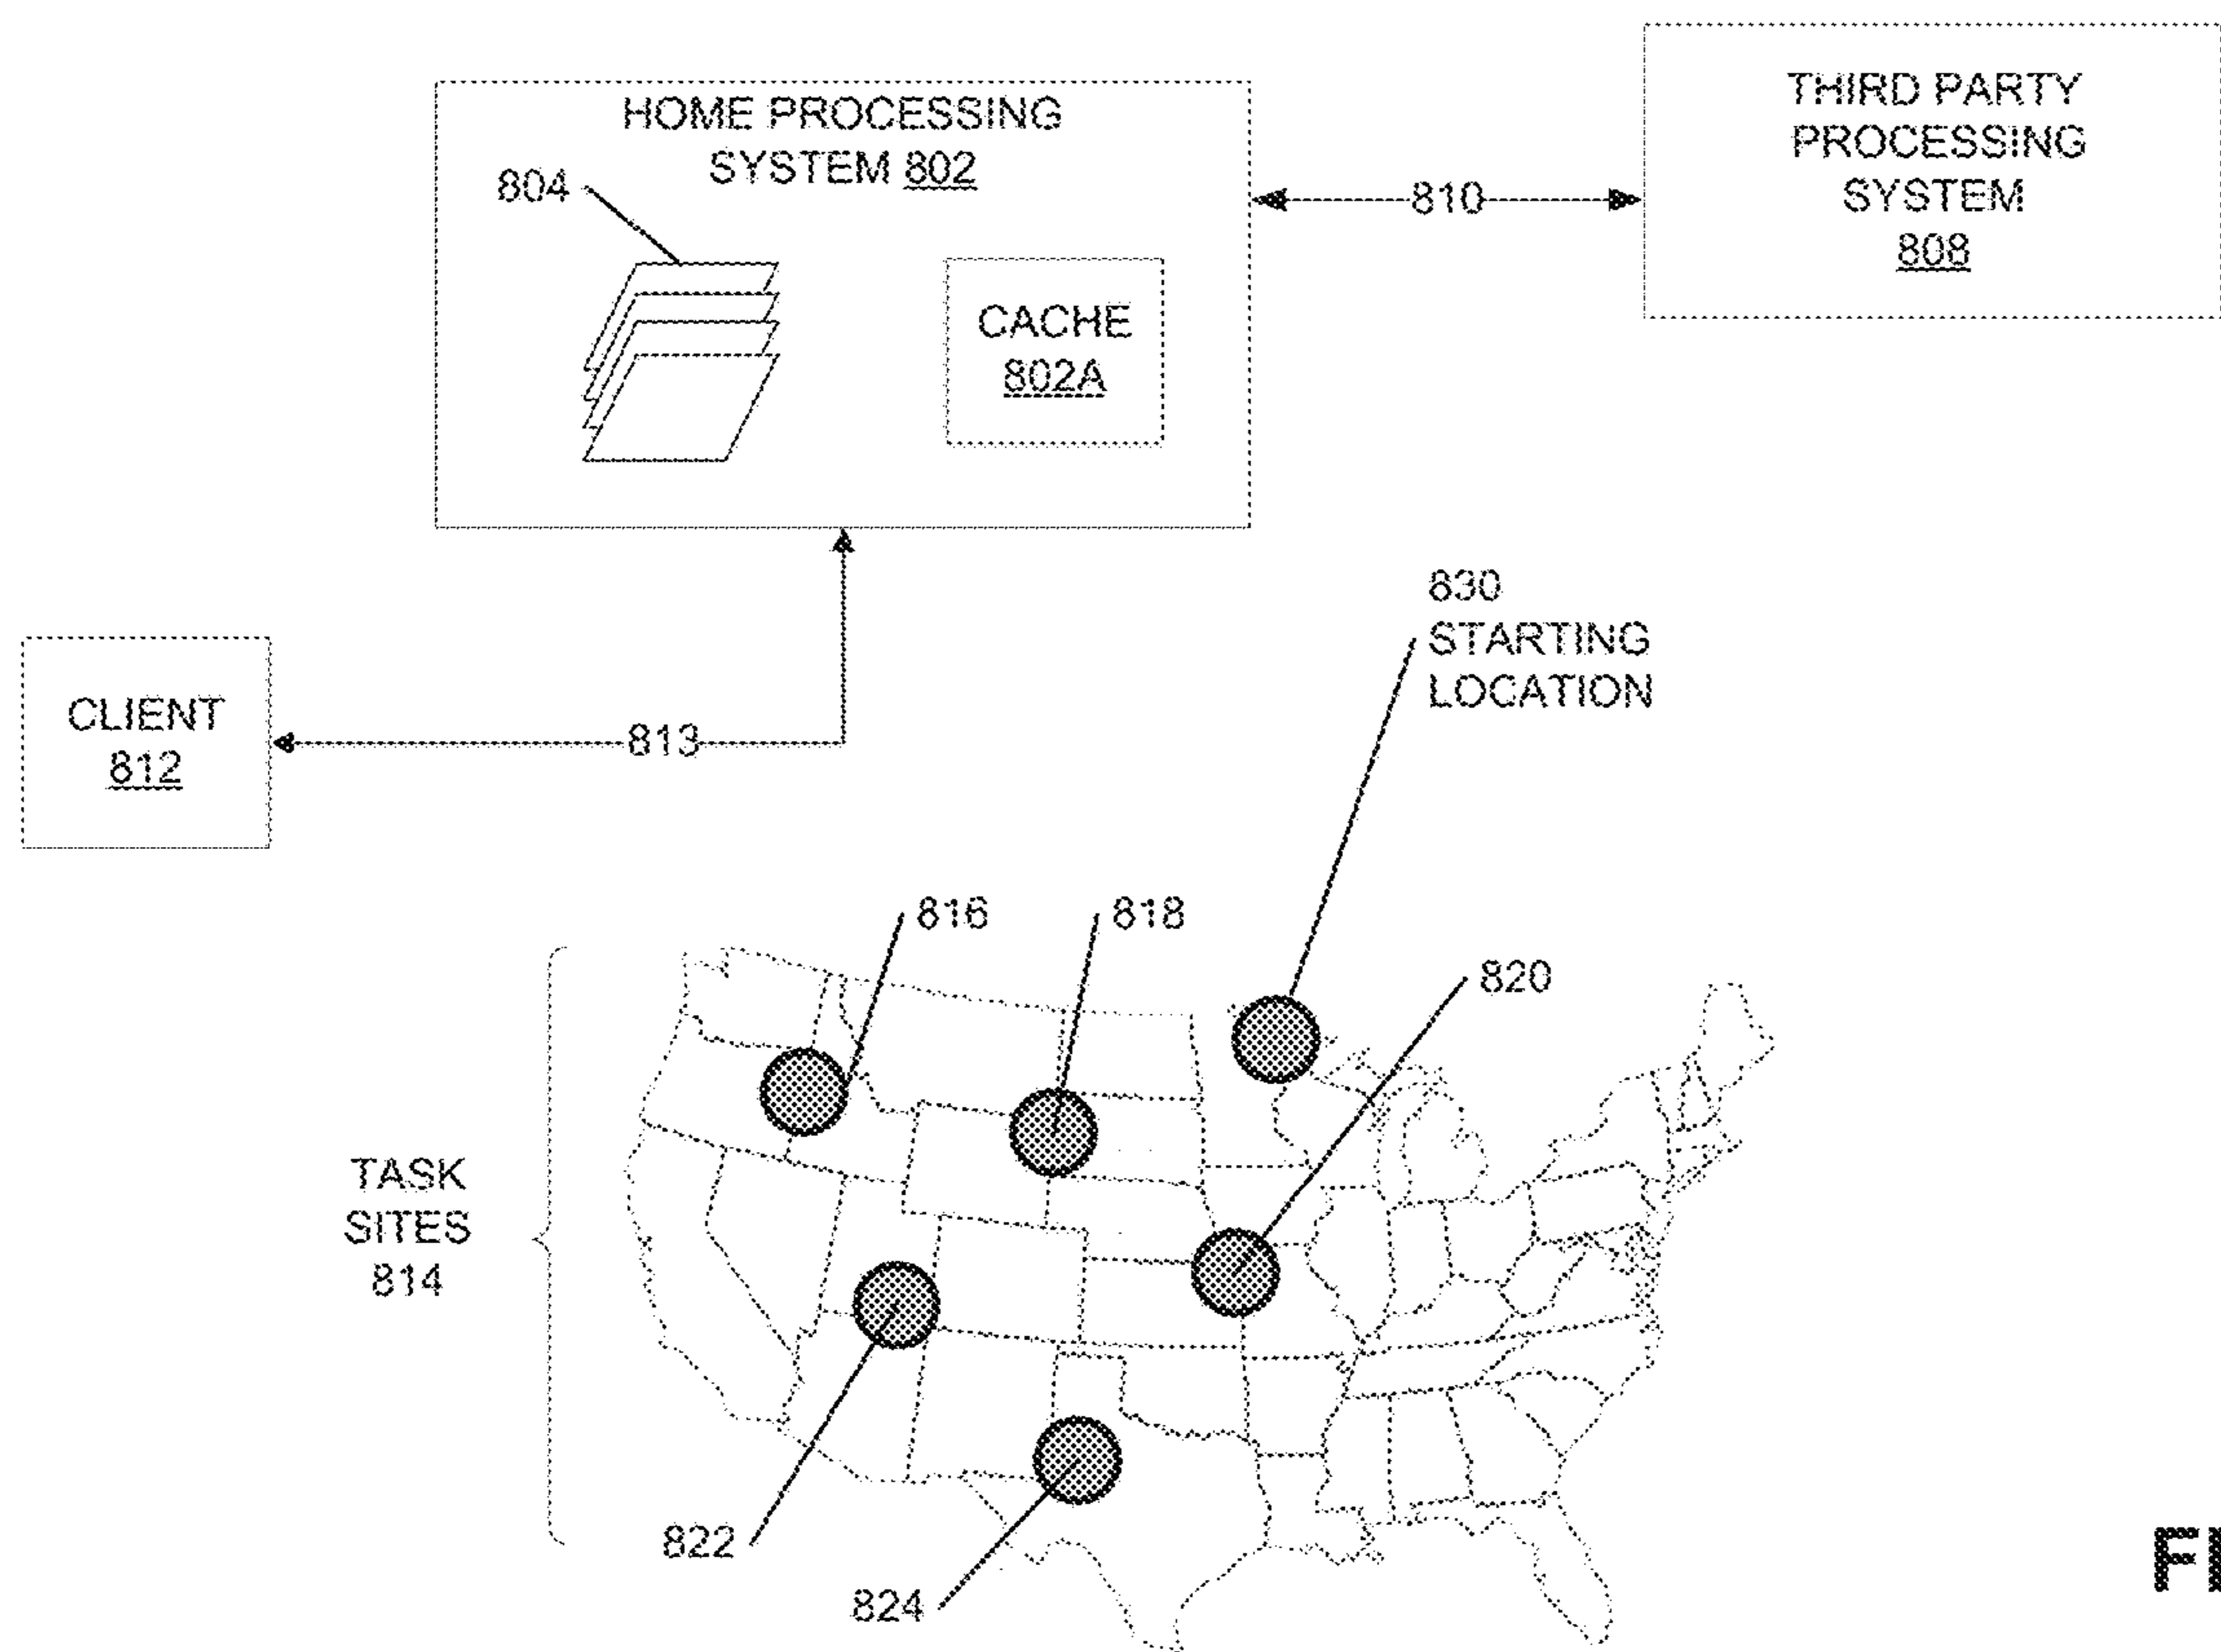 HOME PROCESSING
SYSTEM 802
804
CACHE
802A
810
THIRD PARTY
PROCESSING
SYSTEM
808
CLIENT
812
813
830
STARTING
LOCATION
816
818
820
TASK
SITES
814
822
824
FI